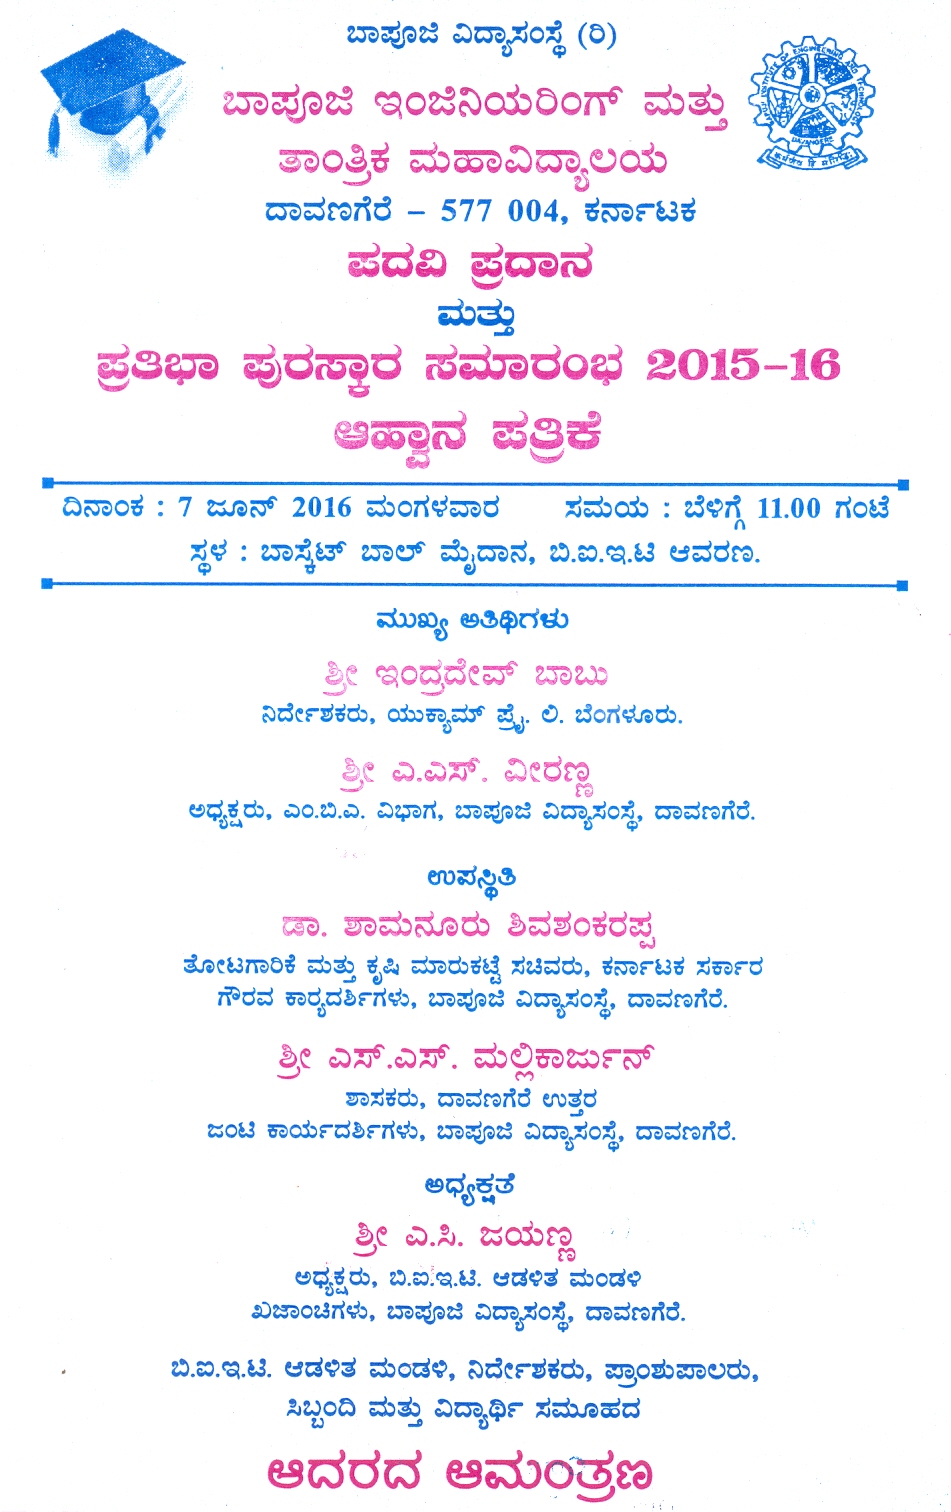 ಬಾಪೂಜಿ ವಿದ್ಯಾಸಂಸ್ಥೆ (ರಿ)
ಬಾಪೂಜಿ ಇಂಜಿನಿಯರಿಂಗ್ ಮತ್ತು
ತಾಂತ್ರಿಕ ಮಹಾವಿದ್ಯಾಲಯ
ದಾವಣಗೆರೆ – 577 004, ಕರ್ನಾಟಕ
ಪದವಿ ಪ್ರದಾನ
ಮತ್ತು
ಪ್ರತಿಭಾ ಪುರಸ್ಕಾರ ಸಮಾರಂಭ 2015-16
ಆಹ್ವಾನ ಪತ್ರಿಕೆ
ದಿನಾಂಕ : 7 ಜೂನ್ 2016 ಮಂಗಳವಾರ ಸಮಯ : ಬೆಳಿಗ್ಗೆ 11.00 ಗಂಟೆ
ಸ್ಥಳ : ಬಾಸ್ಕೆಟ್ ಬಾಲ್ ಮೈದಾನ, ಬಿ.ಐ.ಇ.ಟಿ ಆವರಣ.
ಮುಖ್ಯ ಅತಿಥಿಗಳು
ಶ್ರೀ ಇಂದ್ರದೇವ್ ಬಾಬು
ನಿರ್ದೇಶಕರು, ಯುಕ್ಯಾಮ್ ಪ್ರೈ. ಲಿ. ಬೆಂಗಳೂರು.
ಶ್ರೀ ಎ.ಎಸ್. ವೀರಣ್ಣ
ಅಧ್ಯಕ್ಷರು, ಎಂ.ಬಿ.ಎ. ವಿಭಾಗ, ಬಾಪೂಜಿ ವಿದ್ಯಾಸಂಸ್ಥೆ, ದಾವಣಗೆರೆ.
ಉಪಸ್ಥಿತಿ
ಡಾ. ಶಾಮನೂರು ಶಿವಶಂಕರಪ್ಪ
ತೋಟಗಾರಿಕೆ ಮತ್ತು ಕೃಷಿ ಮಾರುಕಟ್ಟೆ ಸಚಿವರು, ಕರ್ನಾಟಕ ಸರ್ಕಾರ
ಗೌರವ ಕಾರ‍್ಯದರ್ಶಿಗಳು, ಬಾಪೂಜಿ ವಿದ್ಯಾಸಂಸ್ಥೆ, ದಾವಣಗೆರೆ.
ಶ್ರೀ ಎಸ್.ಎಸ್. ಮಲ್ಲಿಕಾರ್ಜುನ್
ಶಾಸಕರು, ದಾವಣಗೆರೆ ಉತ್ತರ
ಜಂಟಿ ಕಾರ್ಯದರ್ಶಿಗಳು, ಬಾಪೂಜಿ ವಿದ್ಯಾಸಂಸ್ಥೆ, ದಾವಣಗೆರೆ.
ಅಧ್ಯಕ್ಷತೆ
ಶ್ರೀ ಎ.ಸಿ. ಜಯಣ್ಣ
ಅಧ್ಯಕ್ಷರು, ಬಿ.ಐ.ಇ.ಟಿ. ಆಡಳಿತ ಮಂಡಳಿ
ಖಜಾಂಚಿಗಳು, ಬಾಪೂಜಿ ವಿದ್ಯಾಸಂಸ್ಥೆ, ದಾವಣಗೆರೆ.
ಬಿ.ಐ.ಇ.ಟಿ. ಆಡಳಿತ ಮಂಡಳಿ, ನಿರ್ದೇಶಕರು, ಪ್ರಾಂಶುಪಾಲರು,
ಸಿಬ್ಬಂದಿ ಮತ್ತು ವಿದ್ಯಾರ್ಥಿ ಸಮೂಹದ
ಆದರದ ಆಮಂತ್ರಣ